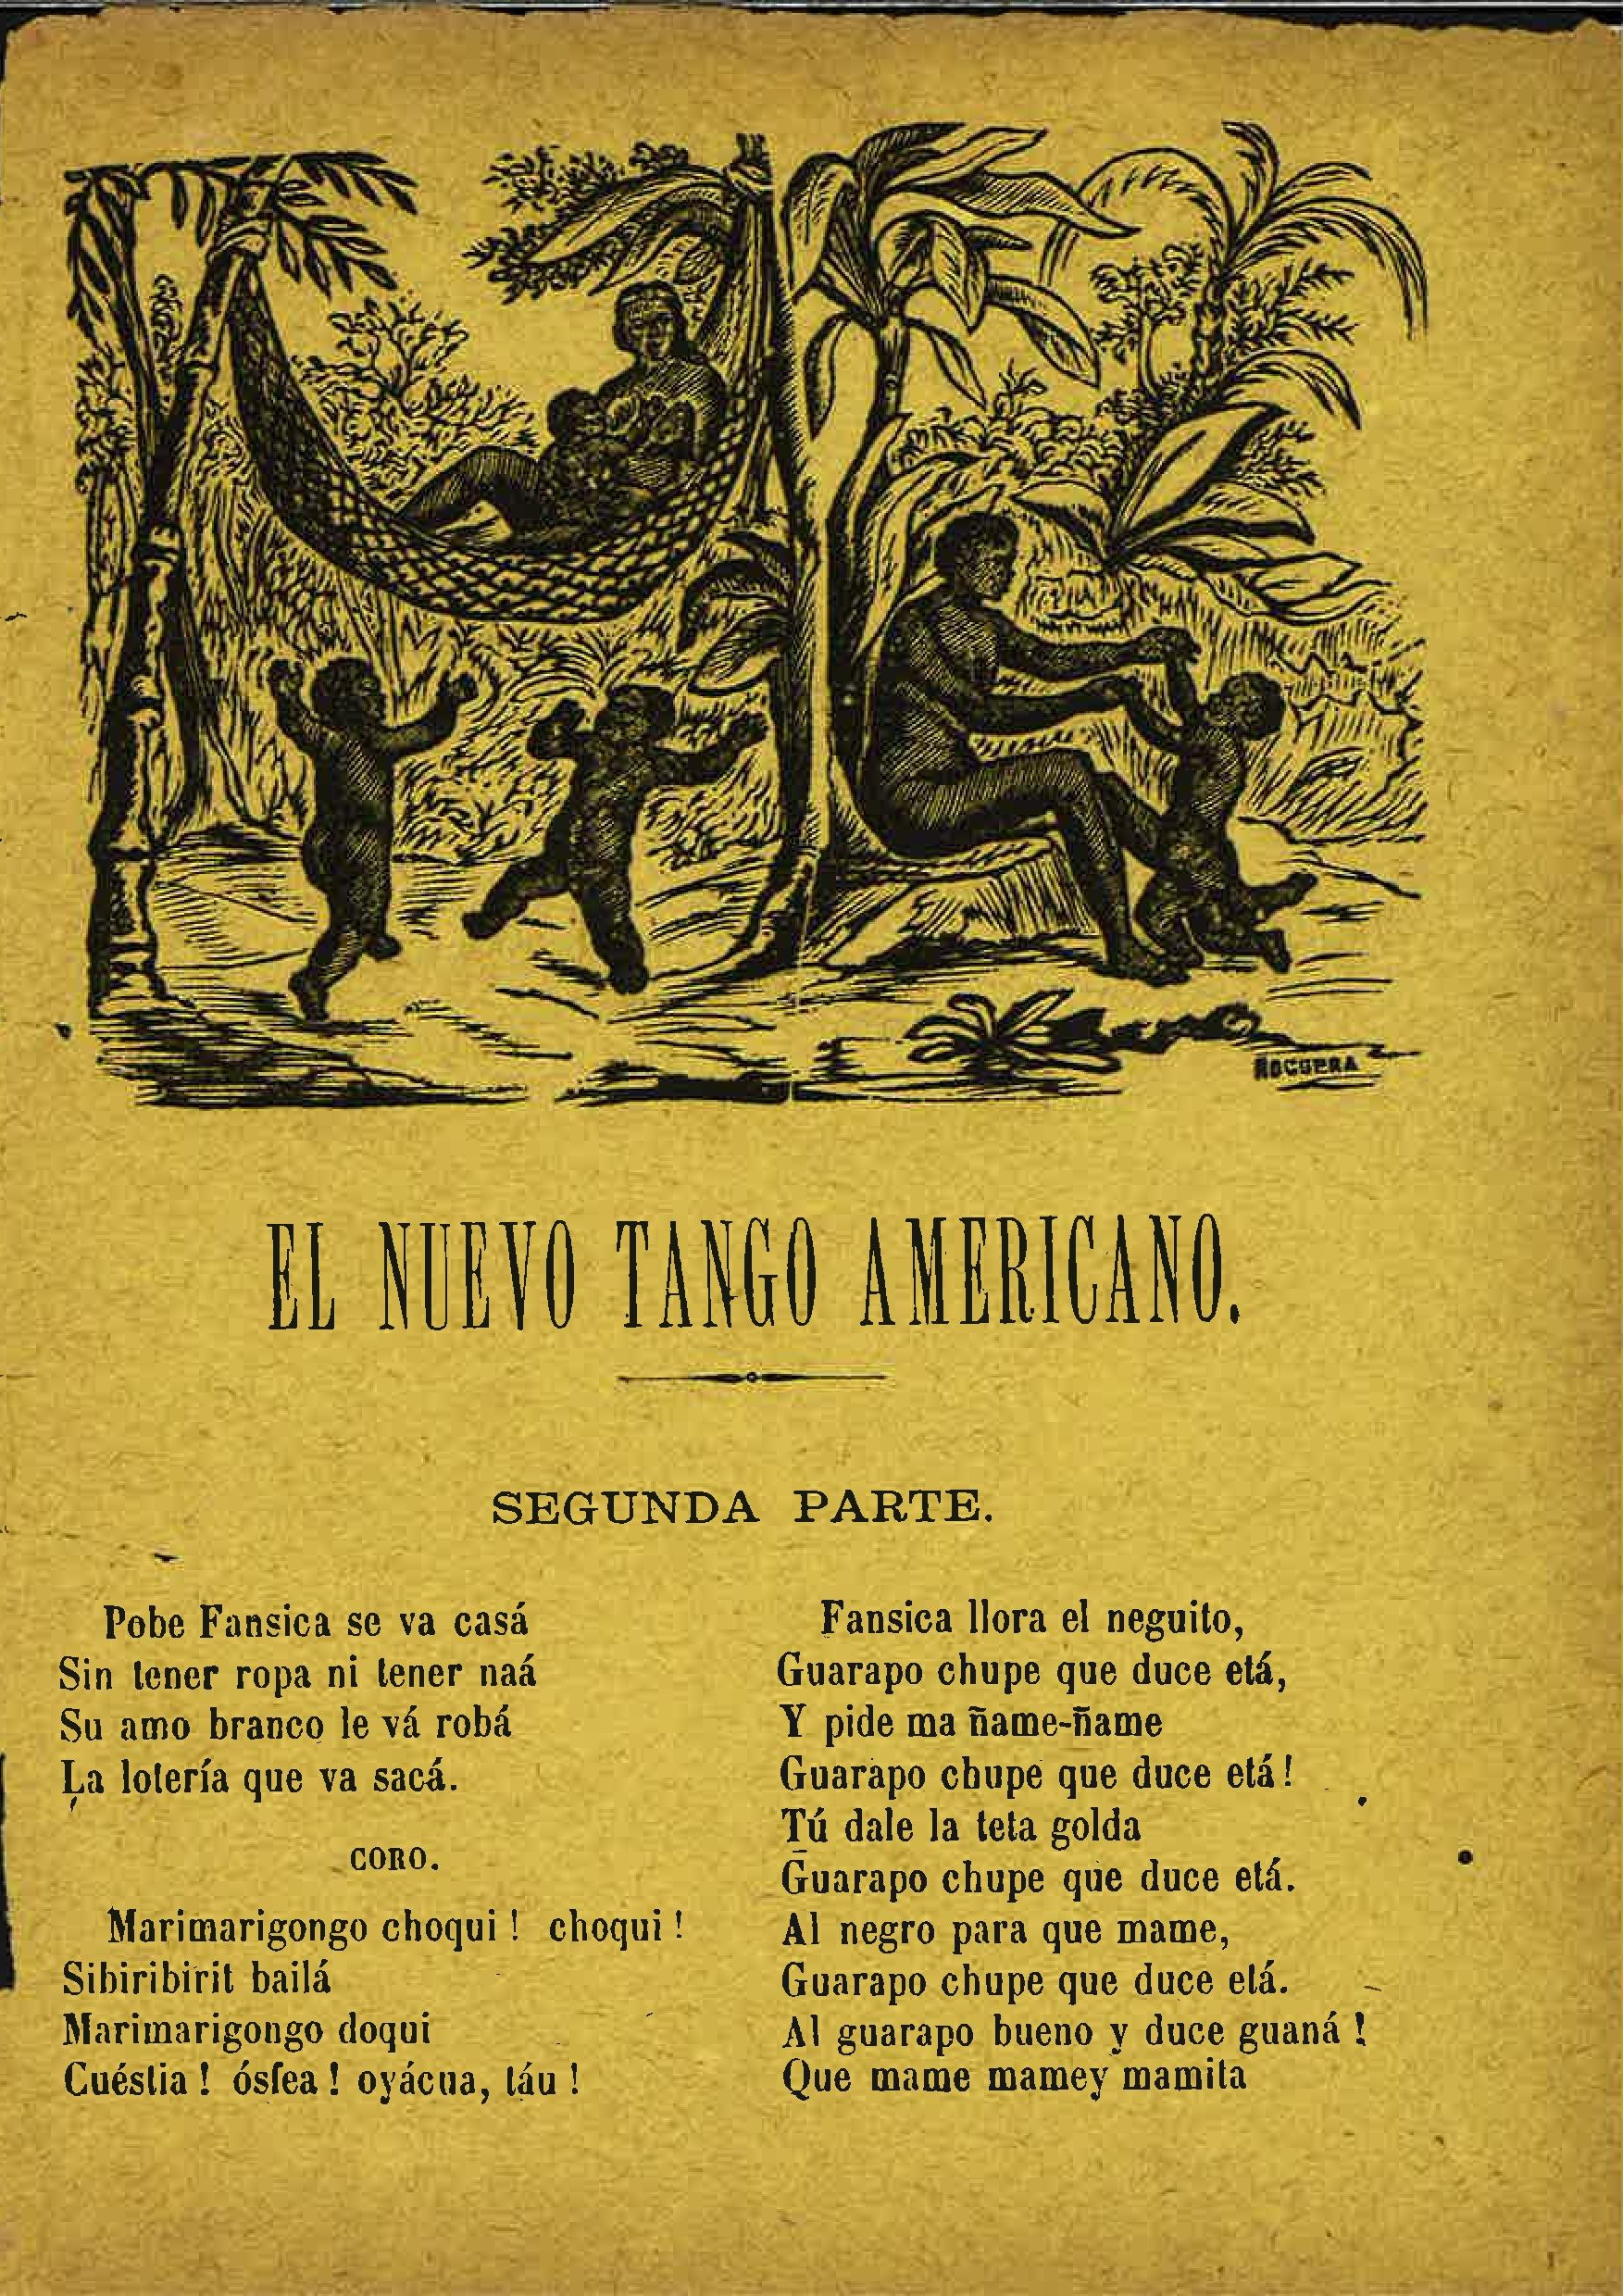 NOGUERA
EL NUEVO TANGO AMERICANO.
SEGUNDA PARTE.
Pobe Fansica se va casá
Sin tener ropa ni tener naá
Su amo branco le vá robá
La lotería que va sacá.
CORO.
Marimarigongo choqui! choqui!
Sibiribirit bailá
Marimarigongo doqui
Cuéstia! ósfea! oyácua, táu!
Fansica llora el neguito,
Guarapo chupe que duce etá,
Y pide ma ñame-ñame
Guarapo chupe que duce etá!
Tú dale la teta golda
Guarapo chupe que duce etá.
Al negro para que mame,
Guarapo chupe que duce etá.
Al guarapo bueno y duce guaná!
Que mame mamey mamita